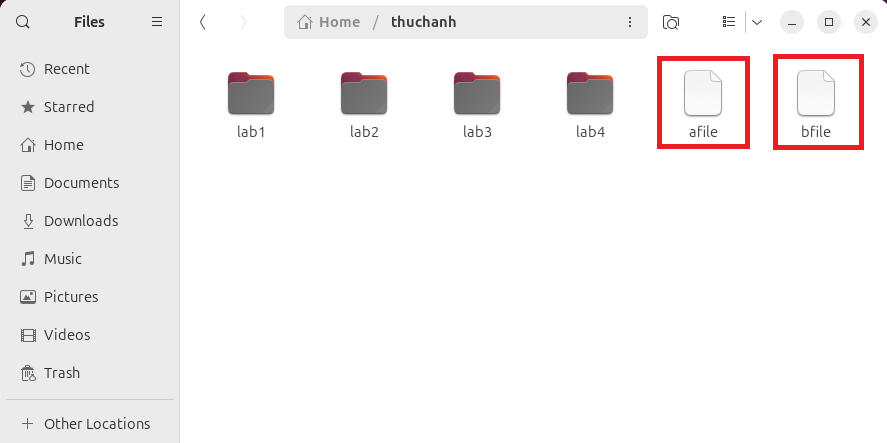 Files
Home / thuchanh
Recent
Starred
Home
Documents
Downloads
Music
Pictures
Videos
Trash
Other Locations
lab1
lab2
lab3
lab4
afile
bfile